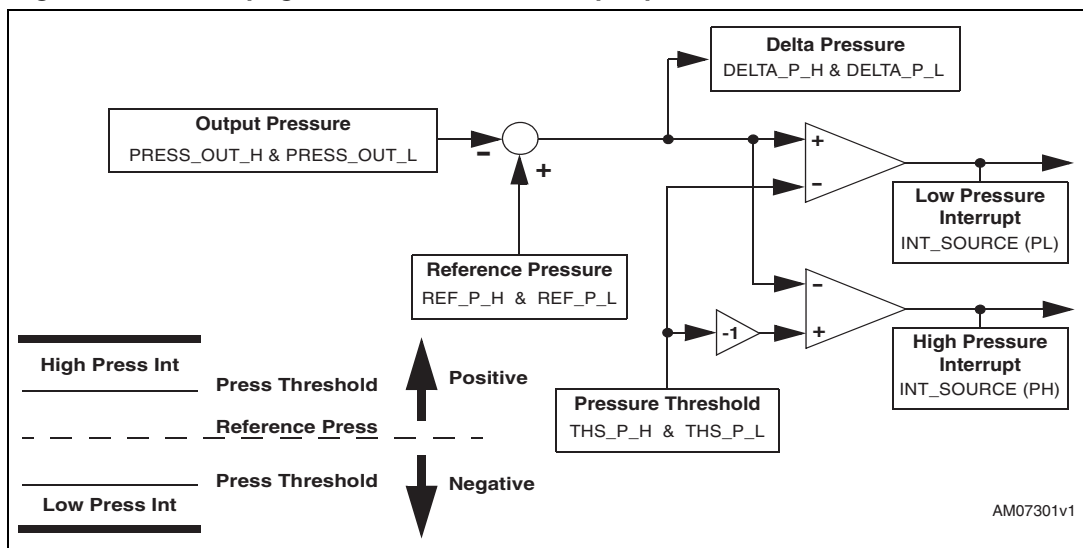 Delta Pressure
DELTA_P_H & DELTA_P_L
Output Pressure
PRESS_OUT_H & PRESS_OUT_L
-
+
+
-
Low Pressure
Interrupt
INT_SOURCE (PL)
Reference Pressure
REF_P_H & REF_P_L
-
+
-1
High Pressure
Interrupt
INT_SOURCE (PH)
Pressure Threshold
THS_P_H & THS_P_L
High Press Int
Press Threshold
Positive
Reference Press
Press Threshold
Negative
Low Press Int
AM07301v1